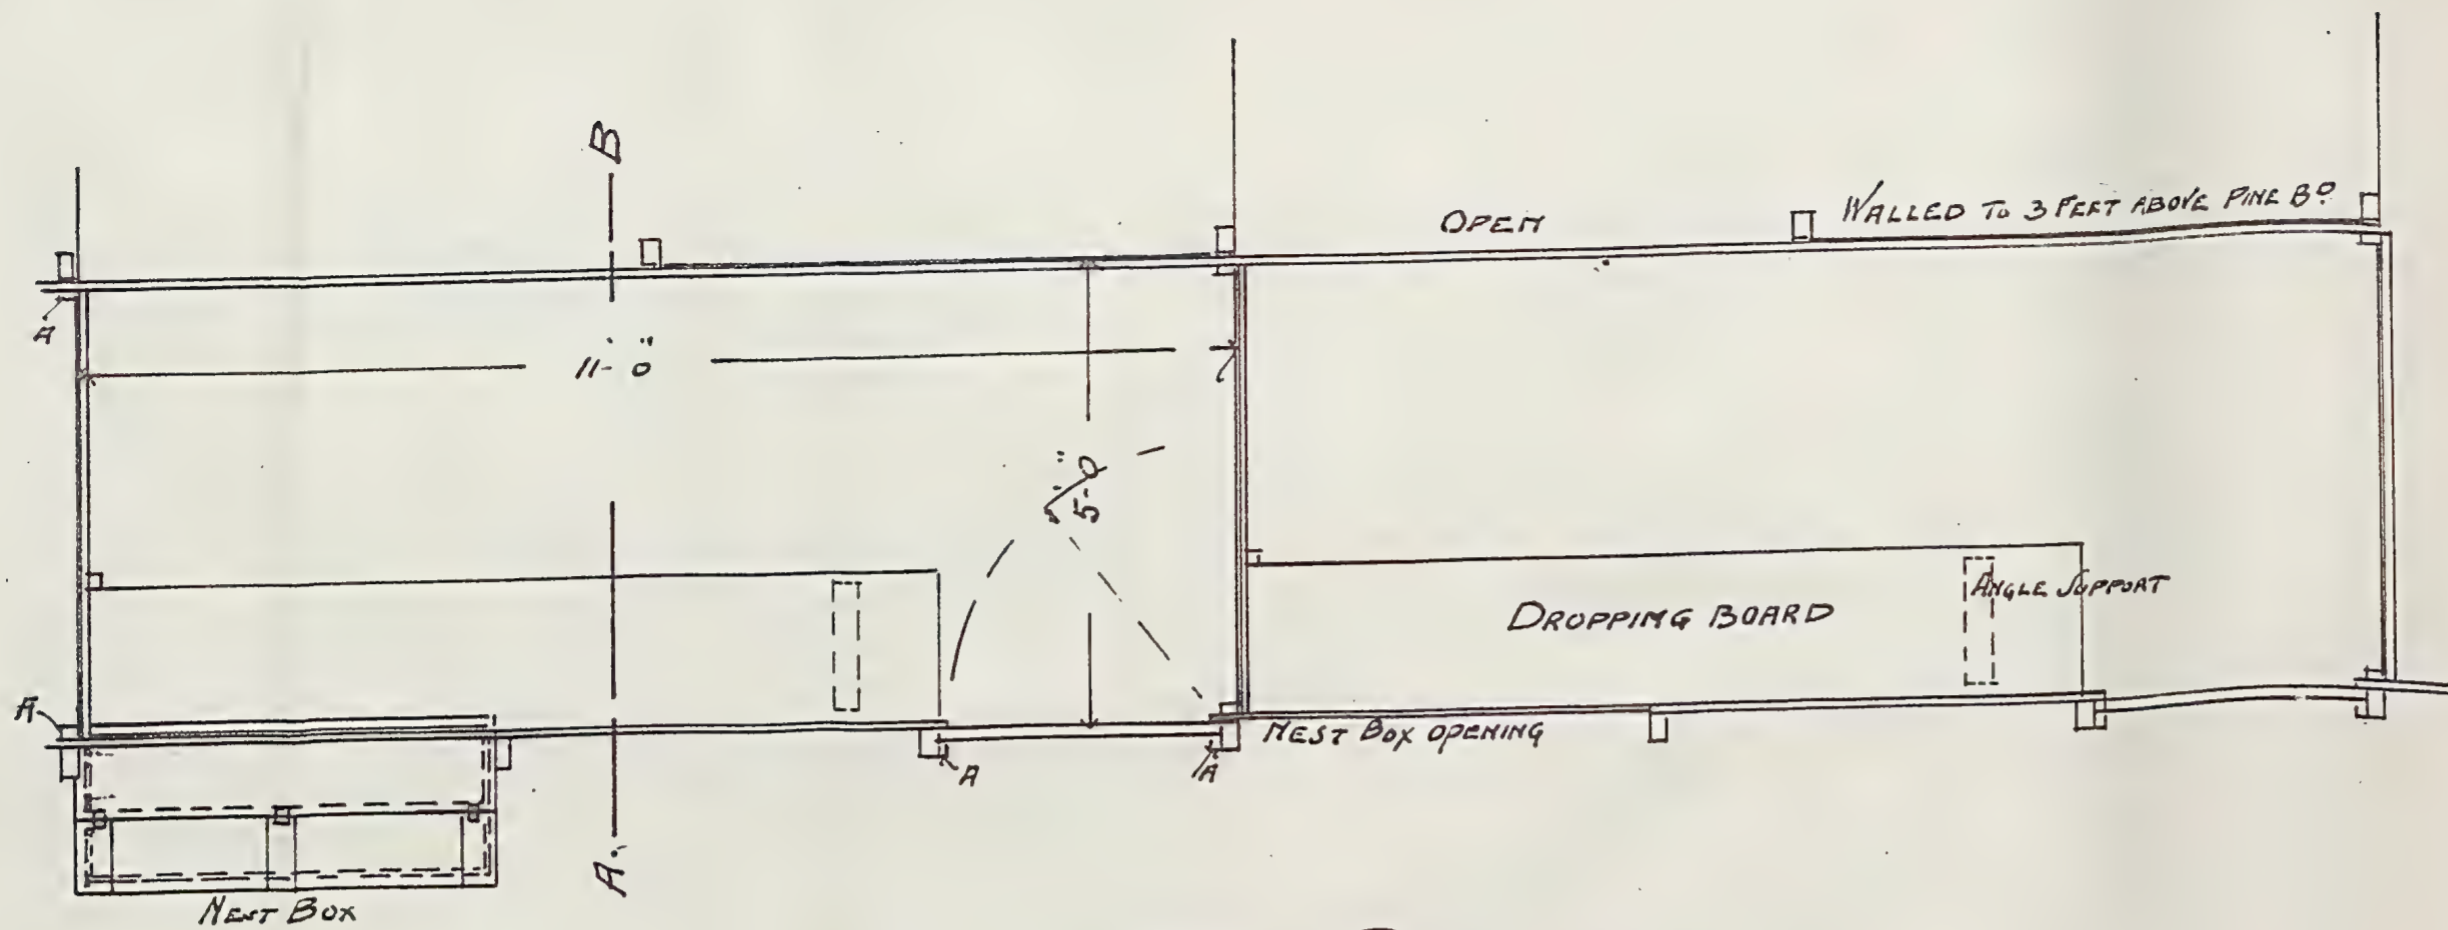 B
OPEN
WALLED TO 3 FEET ABOVE PINE Bº
A
11'-0"
5'-0"
ANGLE SUPPORT
DROPPING BOARD
A
NEST BOX OPENING
A
A
A.
NEST BOX